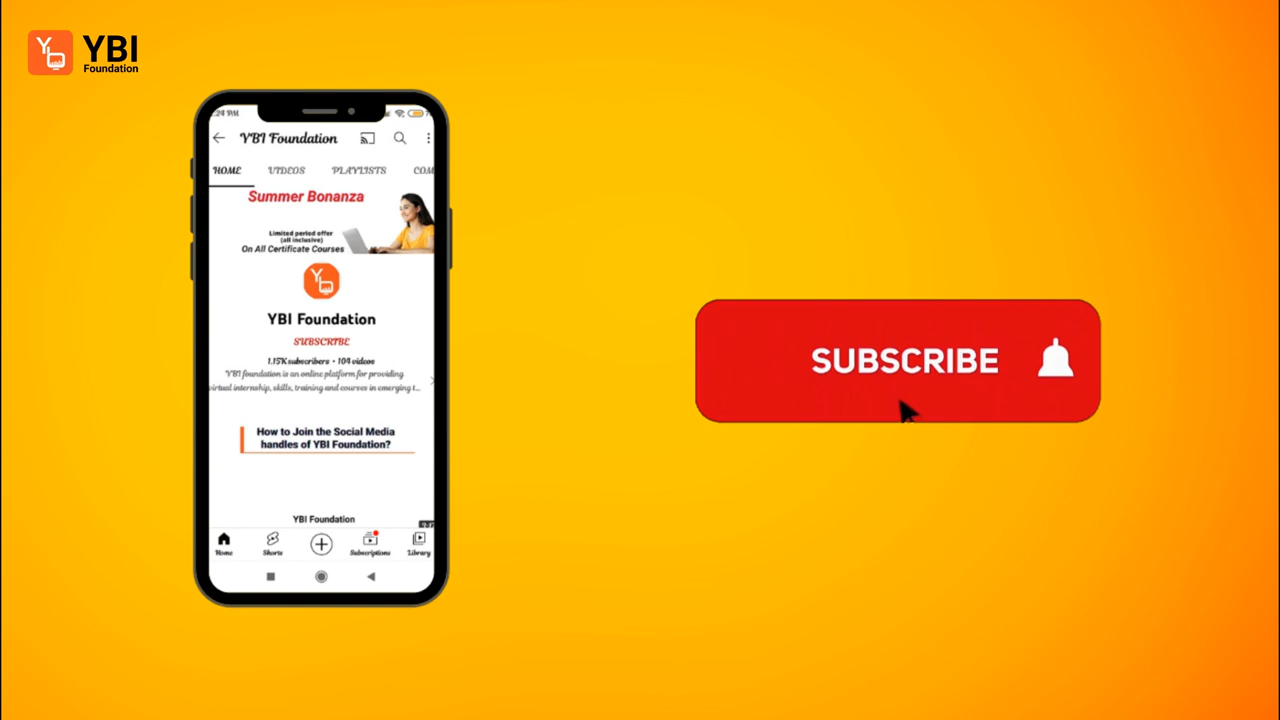 YBI
Foundation
:24 PM
YBI Foundation
HOME VIDEOS PLAYLISTS COM
Summer Bonanza
Limited period offer
(all inclusive)
On All Certificate Courses
YBI Foundation
SUBSCRIBE
1.15K subscribers • 104 videos
YBI foundation is an online platform for providing
virtual internship, skills, training and courses in emerging t...
How to Join the Social Media
handles of YBI Foundation?
YBI Foundation
Home Shorts Subscriptions Library
SUBSCRIBE